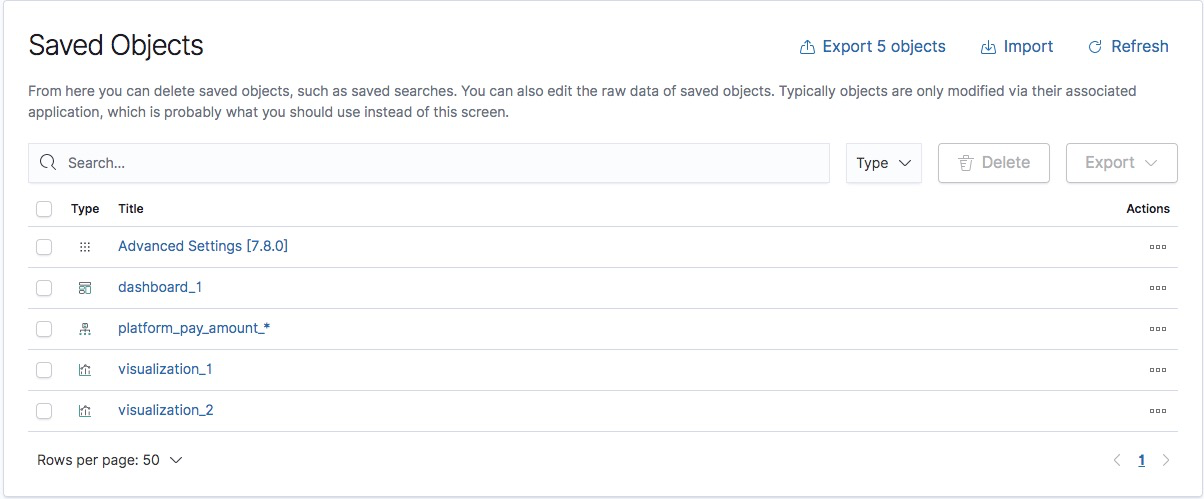 Saved Objects
Export 5 objects
Import
Refresh
From here you can delete saved objects, such as saved searches. You can also edit the raw data of saved objects. Typically objects are only modified via their associated
application, which is probably what you should use instead of this screen.
Search...
Type
Delete
Export
Type Title Actions
Advanced Settings [7.8.0]
dashboard_1
platform_pay_amount_*
visualization_1
visualization_2
Rows per page: 50
1